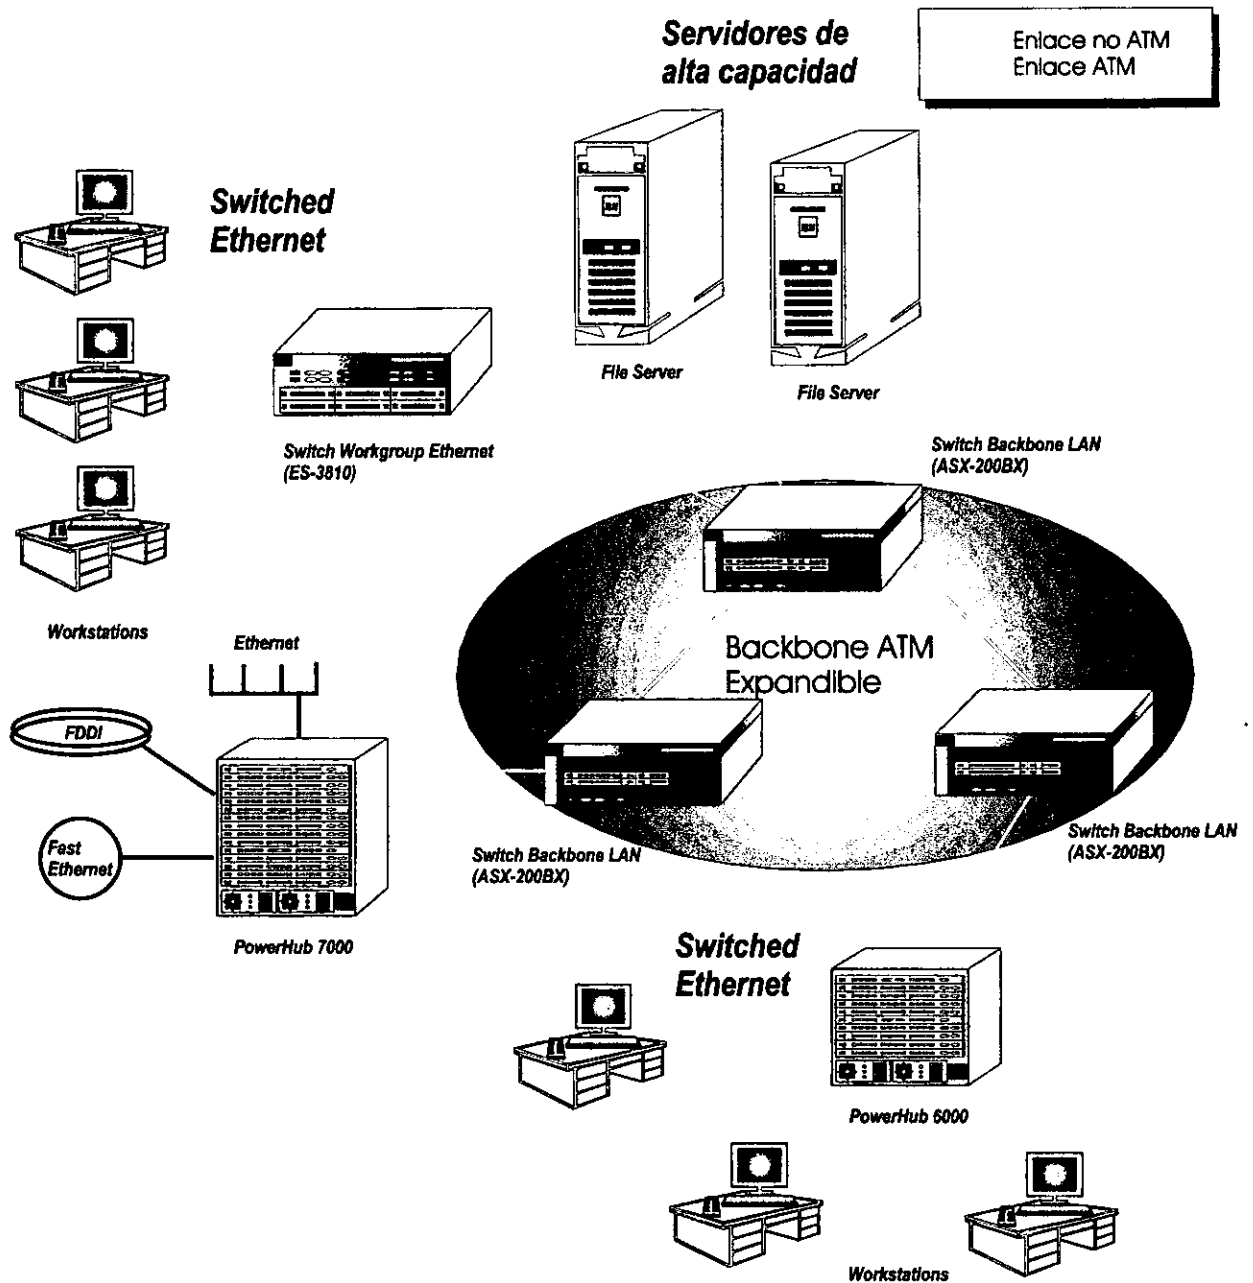 Servidores de
alta capacidad
Enlace no ATM
Enlace ATM
Switched
Ethernet
File Server
File Server
Switch Workgroup Ethernet
(ES-3810)
Switch Backbone LAN
(ASX-200BX)
Workstations
Ethernet
Backbone ATM
Expandible
FDDI
Fast
Ethernet
Switch Backbone LAN
(ASX-200BX)
Switch Backbone LAN
(ASX-200BX)
PowerHub 7000
Switched
Ethernet
PowerHub 6000
Workstations